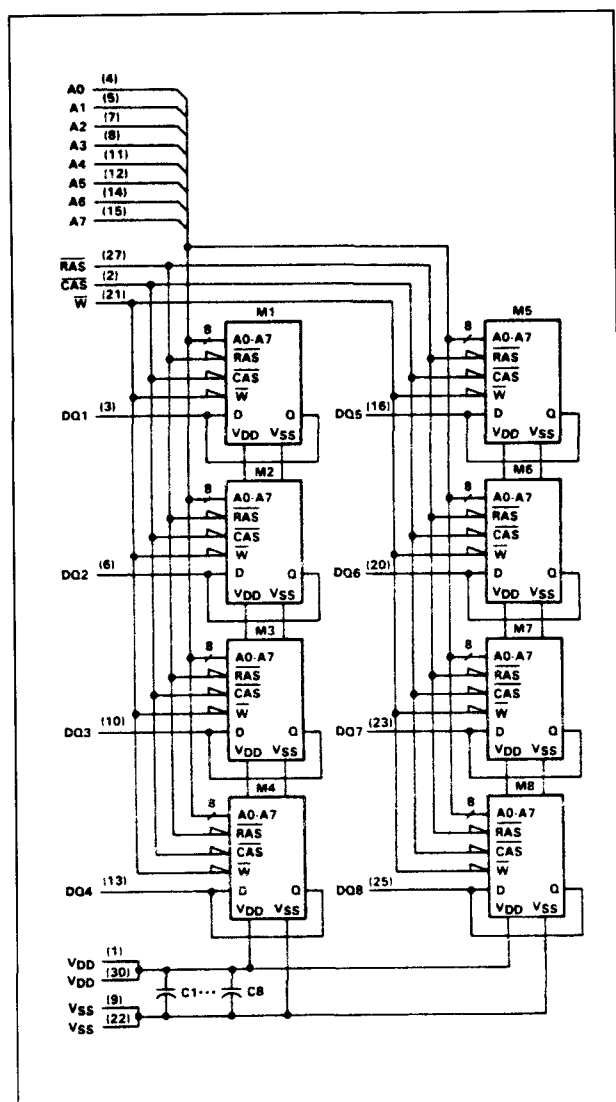 A0 (4)
A1 (5)
A2 (7)
A3 (8)
A4 (11)
A5 (12)
A6 (14)
A7 (15)
RAS (27)
CAS (2)
W (21)
M1
8 A0-A7
RAS
CAS
W
DQ1 (3) D Q
VDD VSS
M2
8 A0-A7
RAS
CAS
W
DQ2 (6) D Q
VDD VSS
M3
8 A0-A7
RAS
CAS
W
DQ3 (10) D Q
VDD VSS
M4
8 A0-A7
RAS
CAS
W
DQ4 (13) D Q
VDD VSS
M5
8 A0-A7
RAS
CAS
W
DQ5 (16) D Q
VDD VSS
M6
8 A0-A7
RAS
CAS
W
DQ6 (20) D Q
VDD VSS
M7
8 A0-A7
RAS
CAS
W
DQ7 (23) D Q
VDD VSS
M8
8 A0-A7
RAS
CAS
W
DQ8 (25) D Q
VDD VSS
VDD (1)
VDD (30)
C1··· C8
VSS (9)
VSS (22)